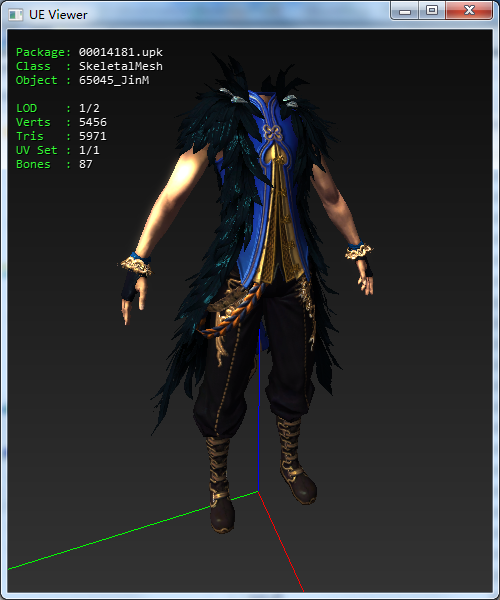 UE Viewer
Package: 00014181.upk
Class  : SkeletalMesh
Object : 65045_JinM
LOD    : 1/2
Verts  : 5456
Tris   : 5971
UV Set : 1/1
Bones  : 87